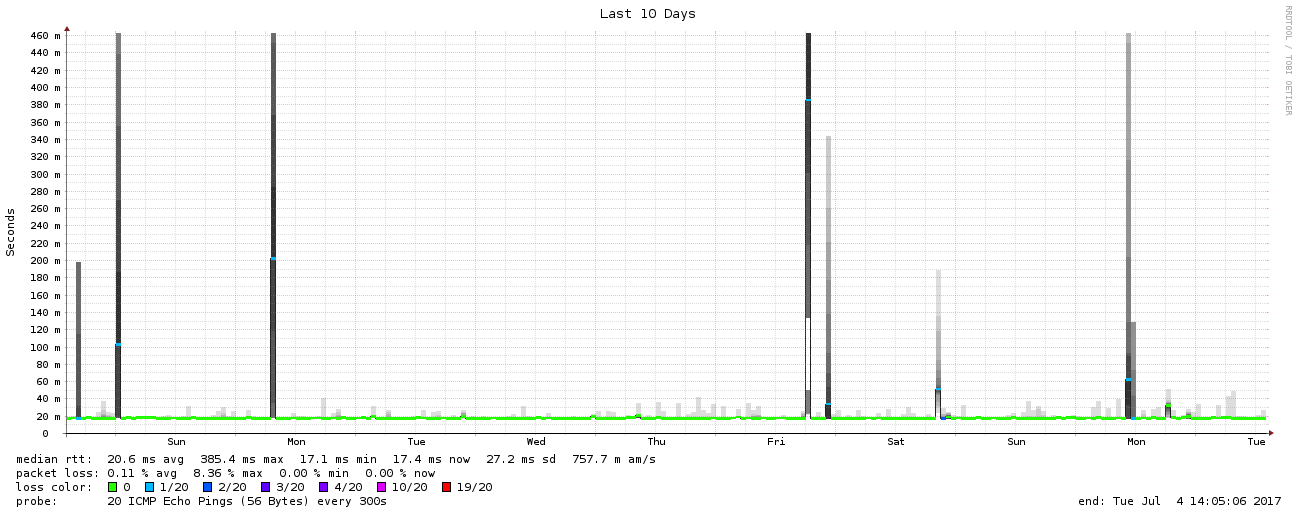 Last 10 Days
RRDTOOL / TOBI OETIKER
Seconds
460 m
440 m
420 m
400 m
380 m
360 m
340 m
320 m
300 m
280 m
260 m
240 m
220 m
200 m
180 m
160 m
140 m
120 m
100 m
80 m
60 m
40 m
20 m
0
Sun Mon Tue Wed Thu Fri Sat Sun Mon Tue
median rtt: 20.6 ms avg 385.4 ms max 17.1 ms min 17.4 ms now 27.2 ms sd 757.7 m am/s
packet loss: 0.11 % avg 8.36 % max 0.00 % min 0.00 % now
loss color: 0 1/20 2/20 3/20 4/20 10/20 19/20
probe: 20 ICMP Echo Pings (56 Bytes) every 300s end: Tue Jul 4 14:05:06 2017